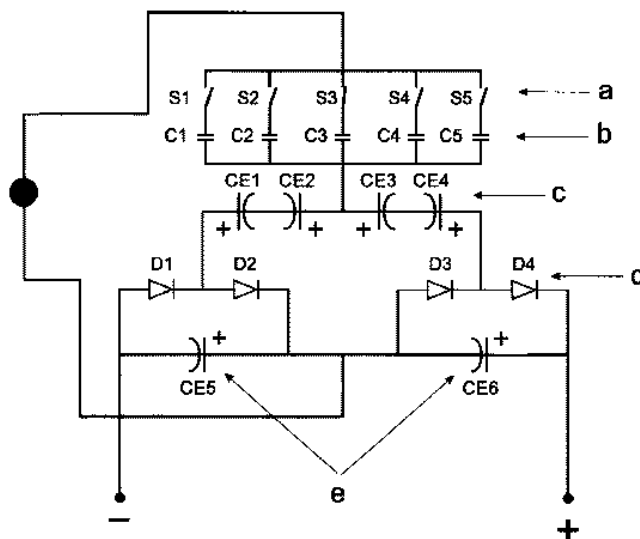 S1 S2 S3 S4 S5 a
C1 C2 C3 C4 C5 b
CE1 CE2 CE3 CE4 c
+ + + +
D1 D2 D3 D4
+ +
CE5 CE6
e
− +